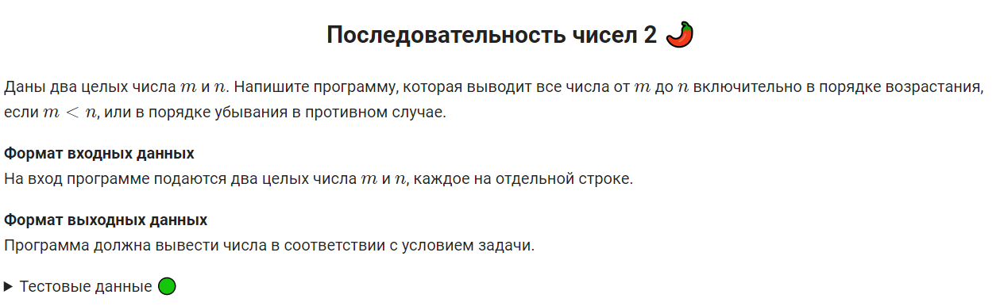 Последовательность чисел 2 🌶️
Даны два целых числа m и n. Напишите программу, которая выводит все числа от m до n включительно в порядке возрастания,
если m < n, или в порядке убывания в противном случае.
Формат входных данных
На вход программе подаются два целых числа m и n, каждое на отдельной строке.
Формат выходных данных
Программа должна вывести числа в соответствии с условием задачи.
▶ Тестовые данные 🟢